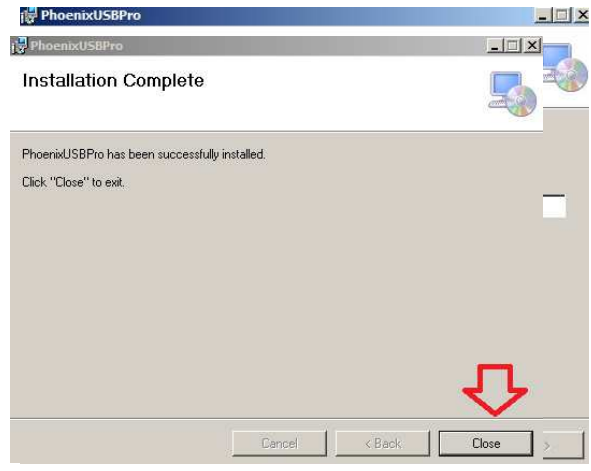 PhoenixUSBPro
PhoenixUSBPro
Installation Complete
PhoenixUSBPro has been successfully installed.
Click "Close" to exit.
Cancel
< Back
Close
>